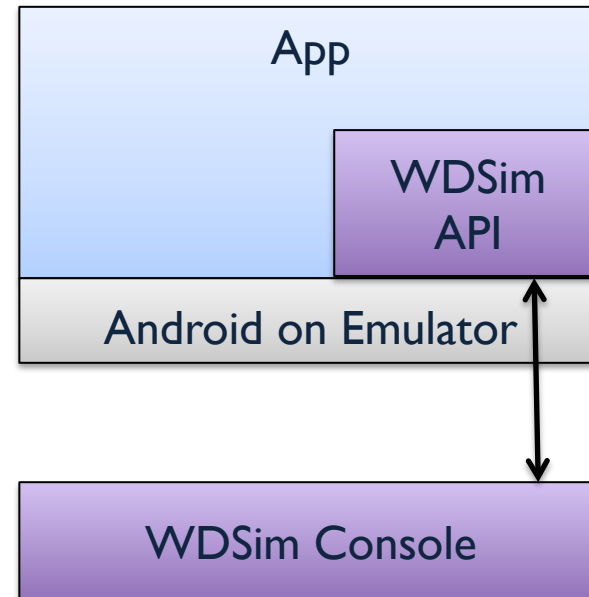 App
WDSim
API
Android on Emulator
WDSim Console